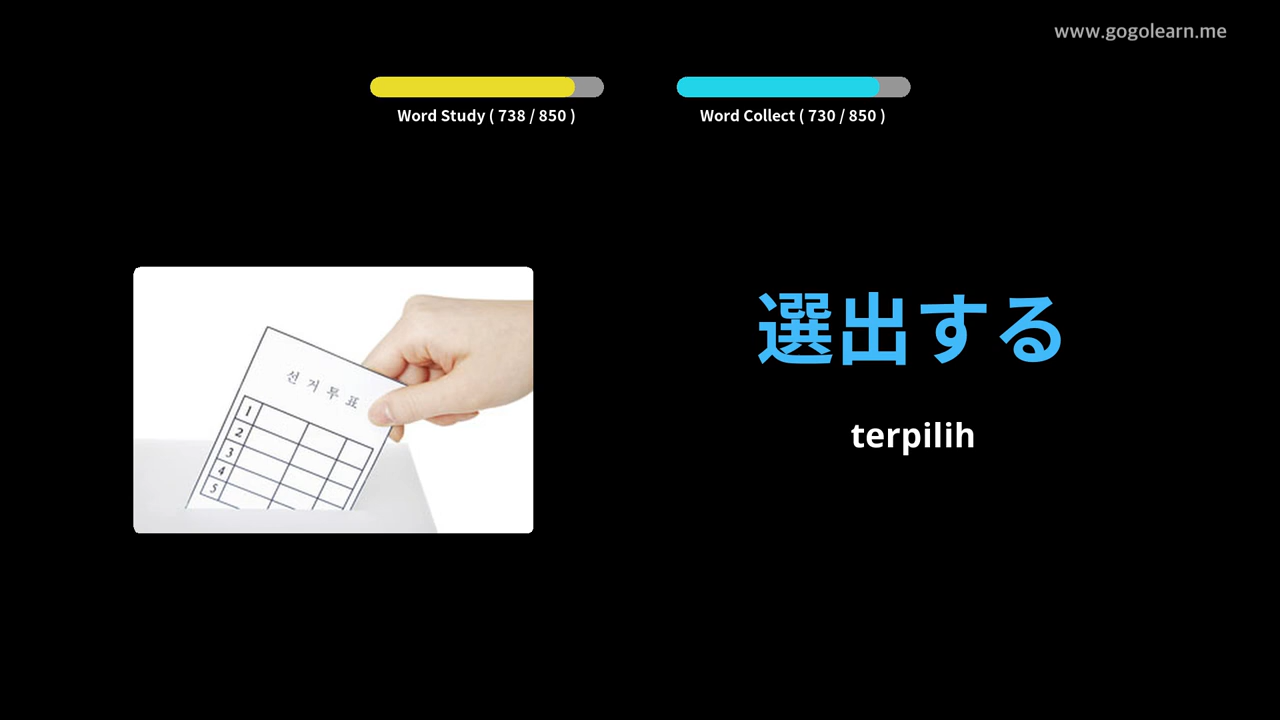 www.gogolearn.me
Word Study ( 738 / 850 )
Word Collect ( 730 / 850 )
선거투표
1
2
3
4
5
選出する
terpilih